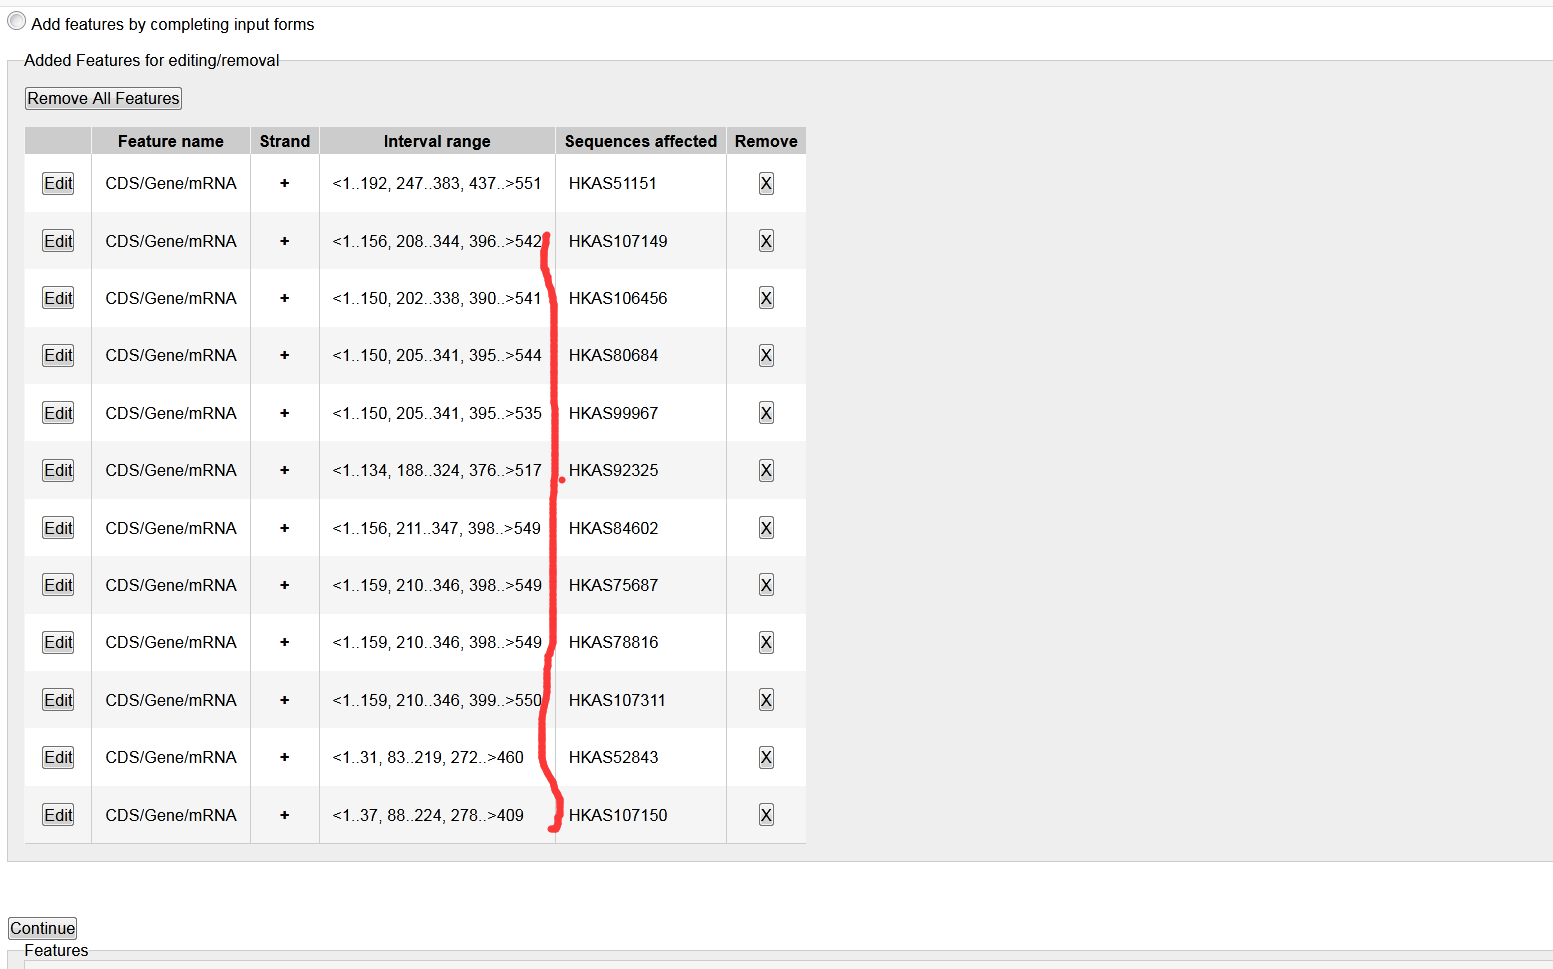 Add features by completing input forms
Added Features for editing/removal
Remove All Features
Feature name Strand Interval range Sequences affected Remove
Edit CDS/Gene/mRNA + <1..192, 247..383, 437..>551 HKAS51151 X
Edit CDS/Gene/mRNA + <1..156, 208..344, 396..>542 HKAS107149 X
Edit CDS/Gene/mRNA + <1..150, 202..338, 390..>541 HKAS106456 X
Edit CDS/Gene/mRNA + <1..150, 205..341, 395..>544 HKAS80684 X
Edit CDS/Gene/mRNA + <1..150, 205..341, 395..>535 HKAS99967 X
Edit CDS/Gene/mRNA + <1..134, 188..324, 376..>517 HKAS92325 X
Edit CDS/Gene/mRNA + <1..156, 211..347, 398..>549 HKAS84602 X
Edit CDS/Gene/mRNA + <1..159, 210..346, 398..>549 HKAS75687 X
Edit CDS/Gene/mRNA + <1..159, 210..346, 398..>549 HKAS78816 X
Edit CDS/Gene/mRNA + <1..159, 210..346, 399..>550 HKAS107311 X
Edit CDS/Gene/mRNA + <1..31, 83..219, 272..>460 HKAS52843 X
Edit CDS/Gene/mRNA + <1..37, 88..224, 278..>409 HKAS107150 X
Continue
Features